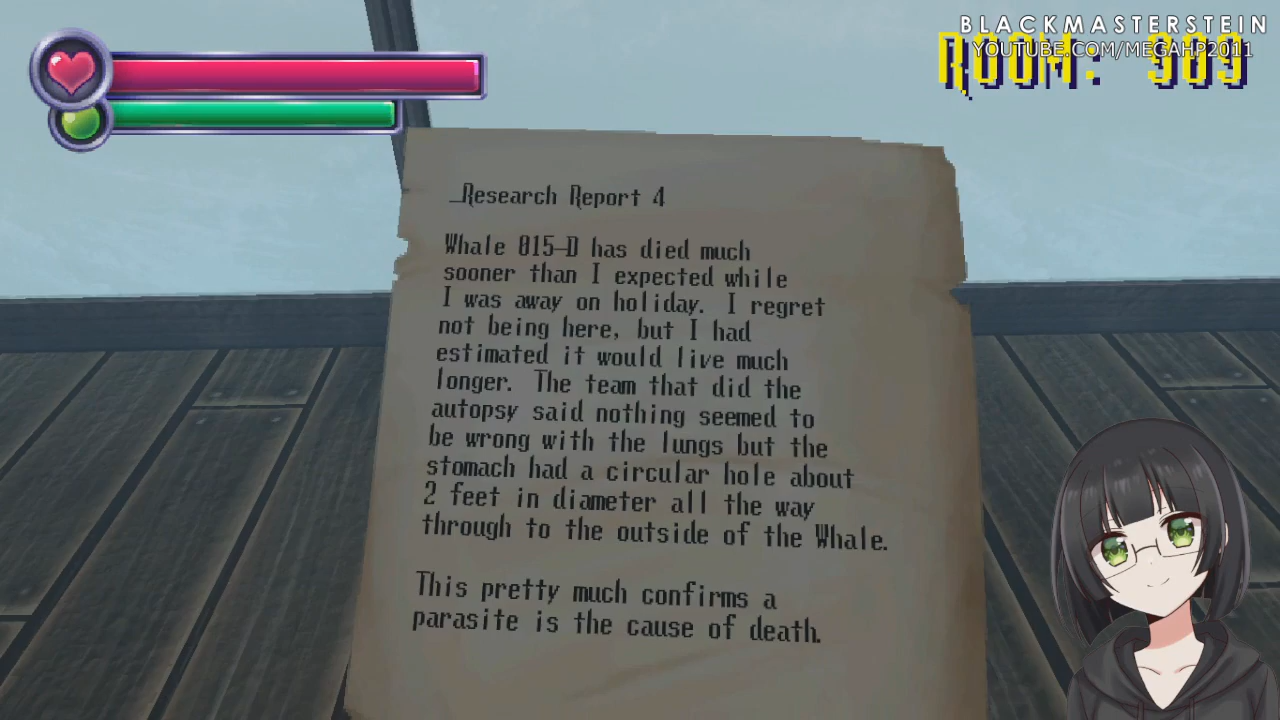 BLACKMASTERSTEIN
YOUTUBE.COM/MEGAHP2011
ROOM: 909
_Research Report 4
Whale 015-D has died much
sooner than I expected while
I was away on holiday. I regret
not being here, but I had
estimated it would live much
longer. The team that did the
autopsy said nothing seemed to
be wrong with the lungs but the
stomach had a circular hole about
2 feet in diameter all the way
through to the outside of the Whale.
This pretty much confirms a
parasite is the cause of death.